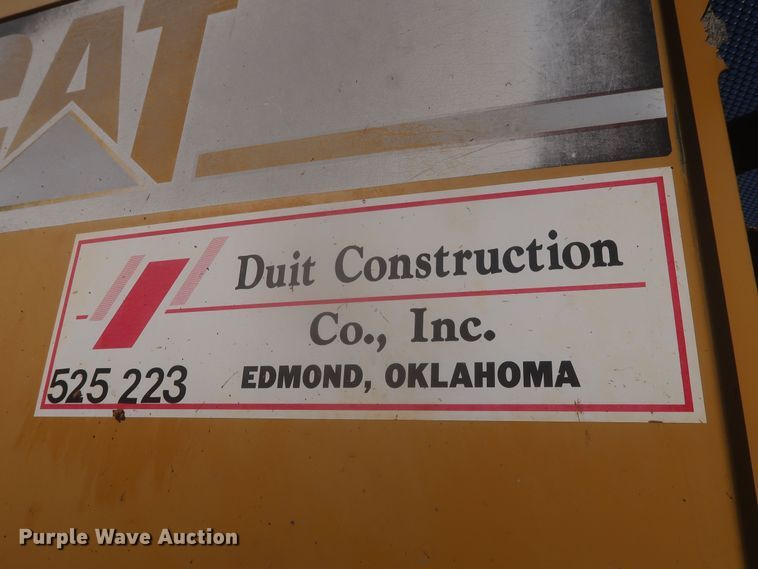 CAT
Duit Construction
Co., Inc.
525 223
EDMOND, OKLAHOMA
Purple Wave Auction